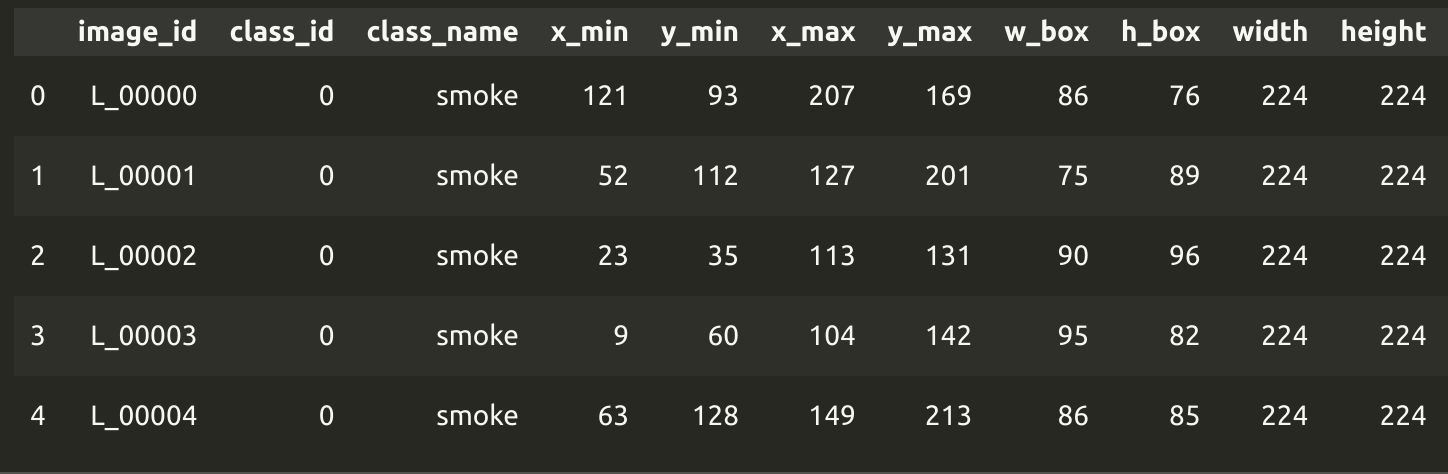 image_id class_id class_name x_min y_min x_max y_max w_box h_box width height
0 L_00000 0 smoke 121 93 207 169 86 76 224 224
1 L_00001 0 smoke 52 112 127 201 75 89 224 224
2 L_00002 0 smoke 23 35 113 131 90 96 224 224
3 L_00003 0 smoke 9 60 104 142 95 82 224 224
4 L_00004 0 smoke 63 128 149 213 86 85 224 224